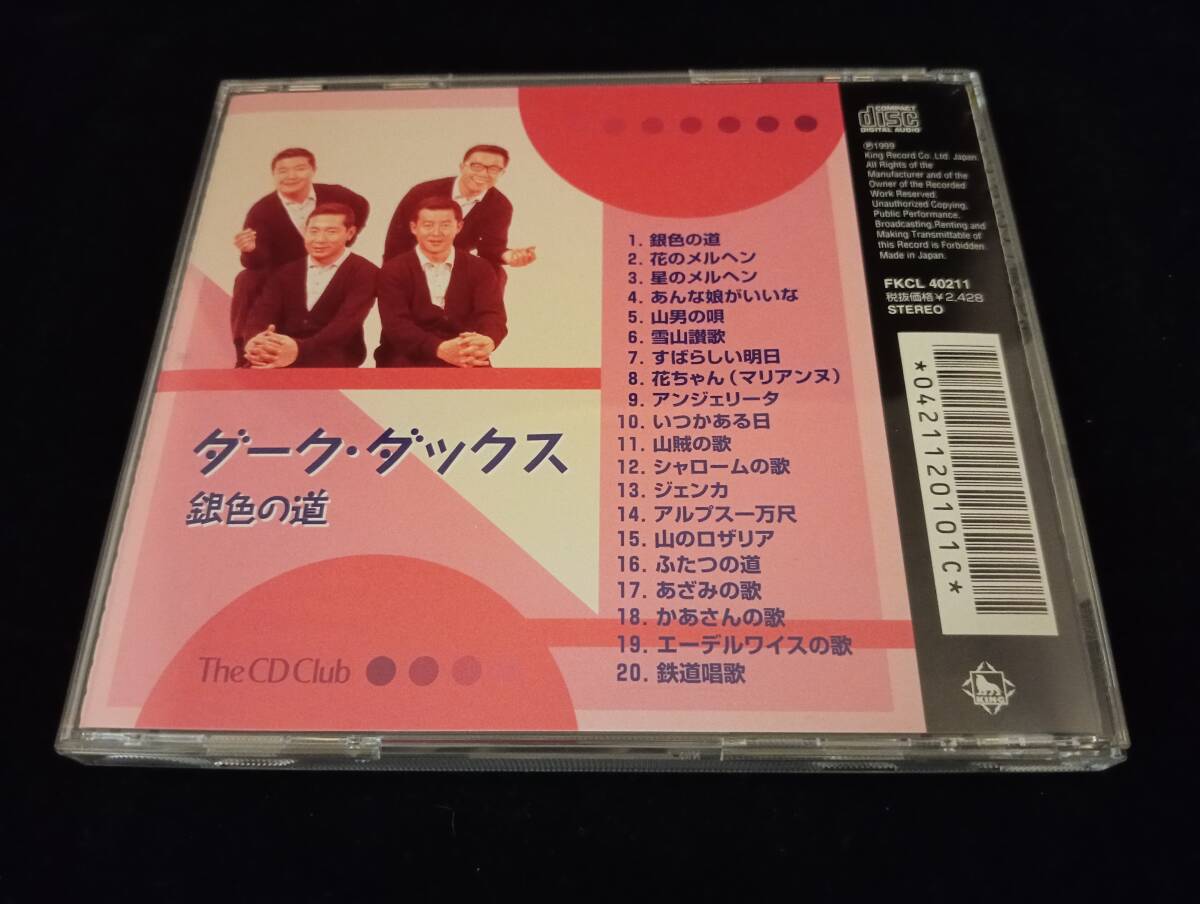 ダーク・ダックス
銀色の道
The CD Club
1. 銀色の道
2. 花のメルヘン
3. 星のメルヘン
4. あんな娘がいいな
5. 山男の唄
6. 雪山讃歌
7. すばらしい明日
8. 花ちゃん(マリアンヌ)
9. アンジェリータ
10. いつかある日
11. 山賊の歌
12. シャロームの歌
13. ジェンカ
14. アルプス一万尺
15. 山のロザリア
16. ふたつの道
17. あざみの歌
18. かあさんの歌
19. エーデルワイスの歌
20. 鉄道唱歌
COMPACT
disc
DIGITAL AUDIO
Ⓟ1999
King Record Co., Ltd. Japan.
All Rights of the
Manufacturer and of the
Owner of the Recorded
Work Reserved.
Unauthorized Copying,
Public Performance,
Broadcasting,Renting and
Making Transmittable of
this Record is Forbidden.
Made in Japan.
FKCL 40211
税抜価格¥2,428
STEREO
*04211120101C*
KING